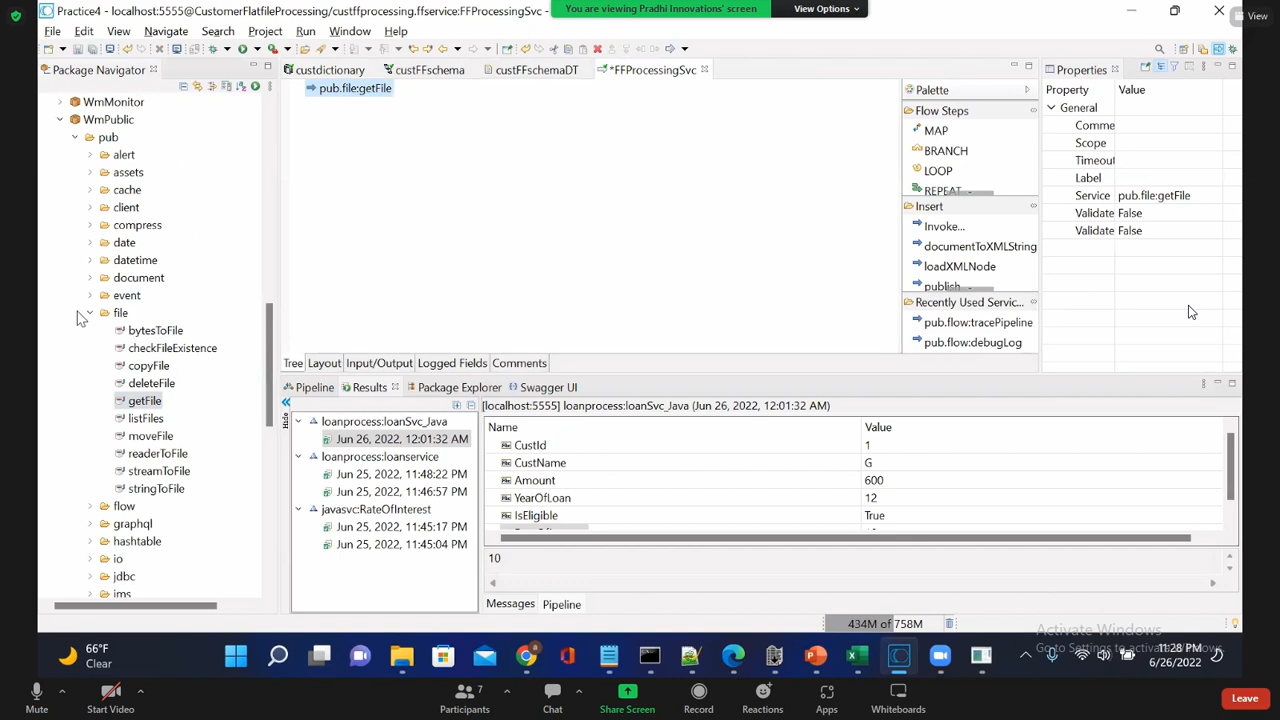 Practice4 - localhost:5555@CustomerFlatfileProcessing/custffprocessing.ffservice:FFProcessingSvc -
You are viewing Pradhi Innovations' screen
View Options
View
File Edit View Navigate Search Project Run Window Help
Package Navigator
WmMonitor
WmPublic
pub
alert
assets
cache
client
compress
date
datetime
document
event
file
bytesToFile
checkFileExistence
copyFile
deleteFile
getFile
listFiles
moveFile
readerToFile
streamToFile
stringToFile
flow
graphql
hashtable
io
jdbc
ims
custdictionary custFFschema custFFschemaDT *FFProcessingSvc
pub.file:getFile
Palette
Flow Steps
MAP
BRANCH
LOOP
REPEAT
Insert
Invoke...
documentToXMLString
loadXMLNode
publish
Recently Used Servic...
pub.flow:tracePipeline
pub.flow:debugLog
Tree Layout Input/Output Logged Fields Comments
Properties
Property Value
General
Comme
Scope
Timeout
Label
Service pub.file:getFile
Validate False
Validate False
Pipeline Results Package Explorer Swagger UI
Hide
loanprocess:loanSvc_Java
Jun 26, 2022, 12:01:32 AM
loanprocess:loanservice
Jun 25, 2022, 11:48:22 PM
Jun 25, 2022, 11:46:57 PM
javasvc:RateOfInterest
Jun 25, 2022, 11:45:17 PM
Jun 25, 2022, 11:45:04 PM
[localhost:5555] loanprocess:loanSvc_Java (Jun 26, 2022, 12:01:32 AM)
Name Value
CustId 1
CustName G
Amount 600
YearOfLoan 12
IsEligible True
10
Messages Pipeline
434M of 758M
Activate Windows
Go to Settings to activate Windows.
66°F
Clear
11:28 PM
6/26/2022
Mute
Start Video
7
Participants
Chat
Share Screen
Record
Reactions
Apps
Whiteboards
Leave